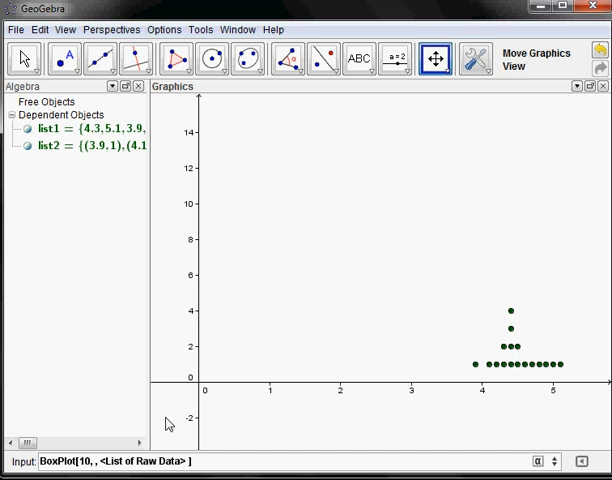 GeoGebra
File Edit View Perspectives Options Tools Window Help
A
α
ABC
a=2
Move Graphics
View
Algebra
Graphics
Free Objects
Dependent Objects
list1 = {4.3,5.1,3.9,
list2 = {(3.9,1),(4.1
14
12
10
8
6
4
2
0
-2
0 1 2 3 4 5
Input: BoxPlot[10, , <List of Raw Data> ]
α